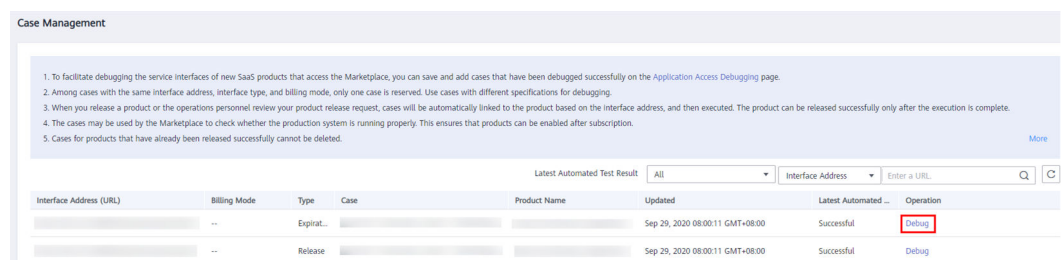 Case Management
1. To facilitate debugging the service interfaces of new SaaS products that access the Marketplace, you can save and add cases that have been debugged successfully on the Application Access Debugging page.
2. Among cases with the same interface address, interface type, and billing mode, only one case is reserved. Use cases with different specifications for debugging.
3. When you release a product or the operations personnel review your product release request, cases will be automatically linked to the product based on the interface address, and then executed. The product can be released successfully only after the execution is complete.
4. The cases may be used by the Marketplace to check whether the production system is running properly. This ensures that products can be enabled after subscription.
5. Cases for products that have already been released successfully cannot be deleted. More
Latest Automated Test Result All Interface Address Enter a URL.
Interface Address (URL) Billing Mode Type Case Product Name Updated Latest Automated ... Operation
-- Expirat... Sep 29, 2020 08:00:11 GMT+08:00 Successful Debug
-- Release Sep 29, 2020 08:00:11 GMT+08:00 Successful Debug